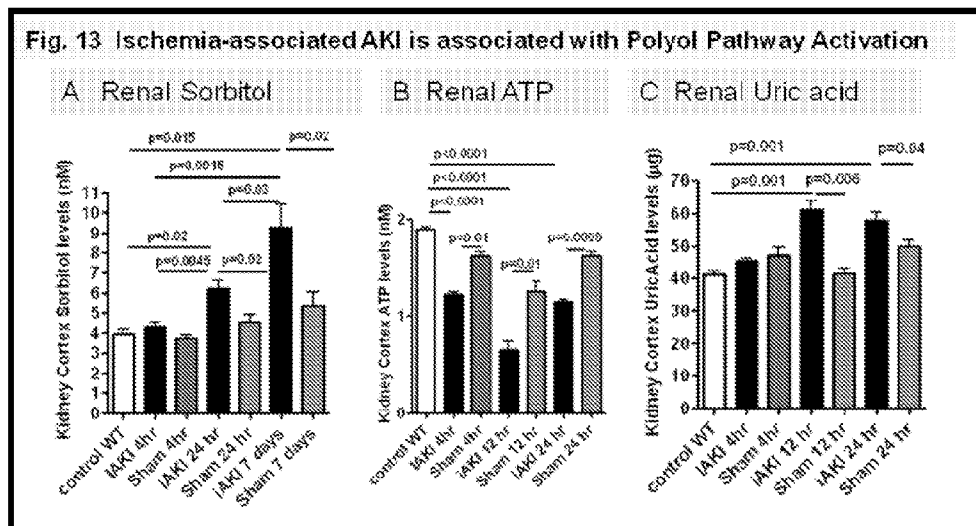 Fig. 13 Ischemia-associated AKI is associated with Polyol Pathway Activation
A Renal Sorbitol
B Renal ATP
C Renal Uric acid
Kidney Cortex Sorbitol levels (nM)
11
10
9
8
7
6
5
4
3
2
1
0
p=0.015
p=0.02
p=0.0016
p=0.03
p=0.02
p=0.0045
p=0.02
control WT
iAKI 4hr
Sham 4hr
iAKI 24 hr
Sham 24 hr
iAKI 7 days
Sham 7 days
Kidney Cortex ATP levels (nM)
2
1
0
p<0.0001
p<0.0001
p<0.0001
p<0.01
p<0.01
control WT
iAKI 4hr
Sham 4hr
iAKI 12 hr
Sham 12 hr
iAKI 24 hr
Sham 24 hr
Kidney Cortex Uric Acid levels (µg)
70
60
50
40
30
20
10
0
p=0.001
p=0.04
p=0.001
p=0.006
control WT
iAKI 4hr
Sham 4hr
iAKI 12 hr
Sham 12 hr
iAKI 24 hr
Sham 24 hr